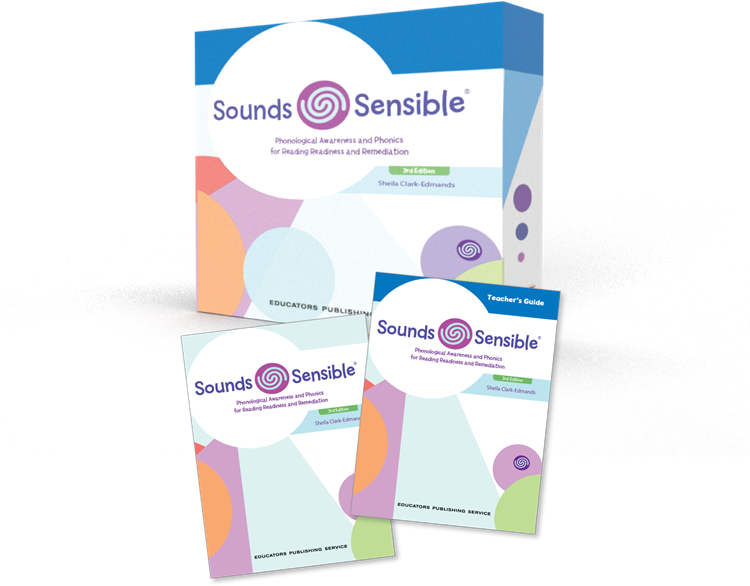 Sounds Sensible®
Phonological Awareness and Phonics
for Reading Readiness and Remediation
3rd Edition
Sheila Clark-Edmands
EDUCATORS PUBLISHING
Teacher's Guide
Sounds Sensible®
Phonological Awareness and Phonics
for Reading Readiness and Remediation
3rd Edition
Sheila Clark-Edmands
EDUCATORS PUBLISHING SERVICE
Sounds Sensible®
Phonological Awareness and Phonics
for Reading Readiness and Remediation
3rd Edition
Sheila Clark-Edmands
EDUCATORS PUBLISHING SERVICE